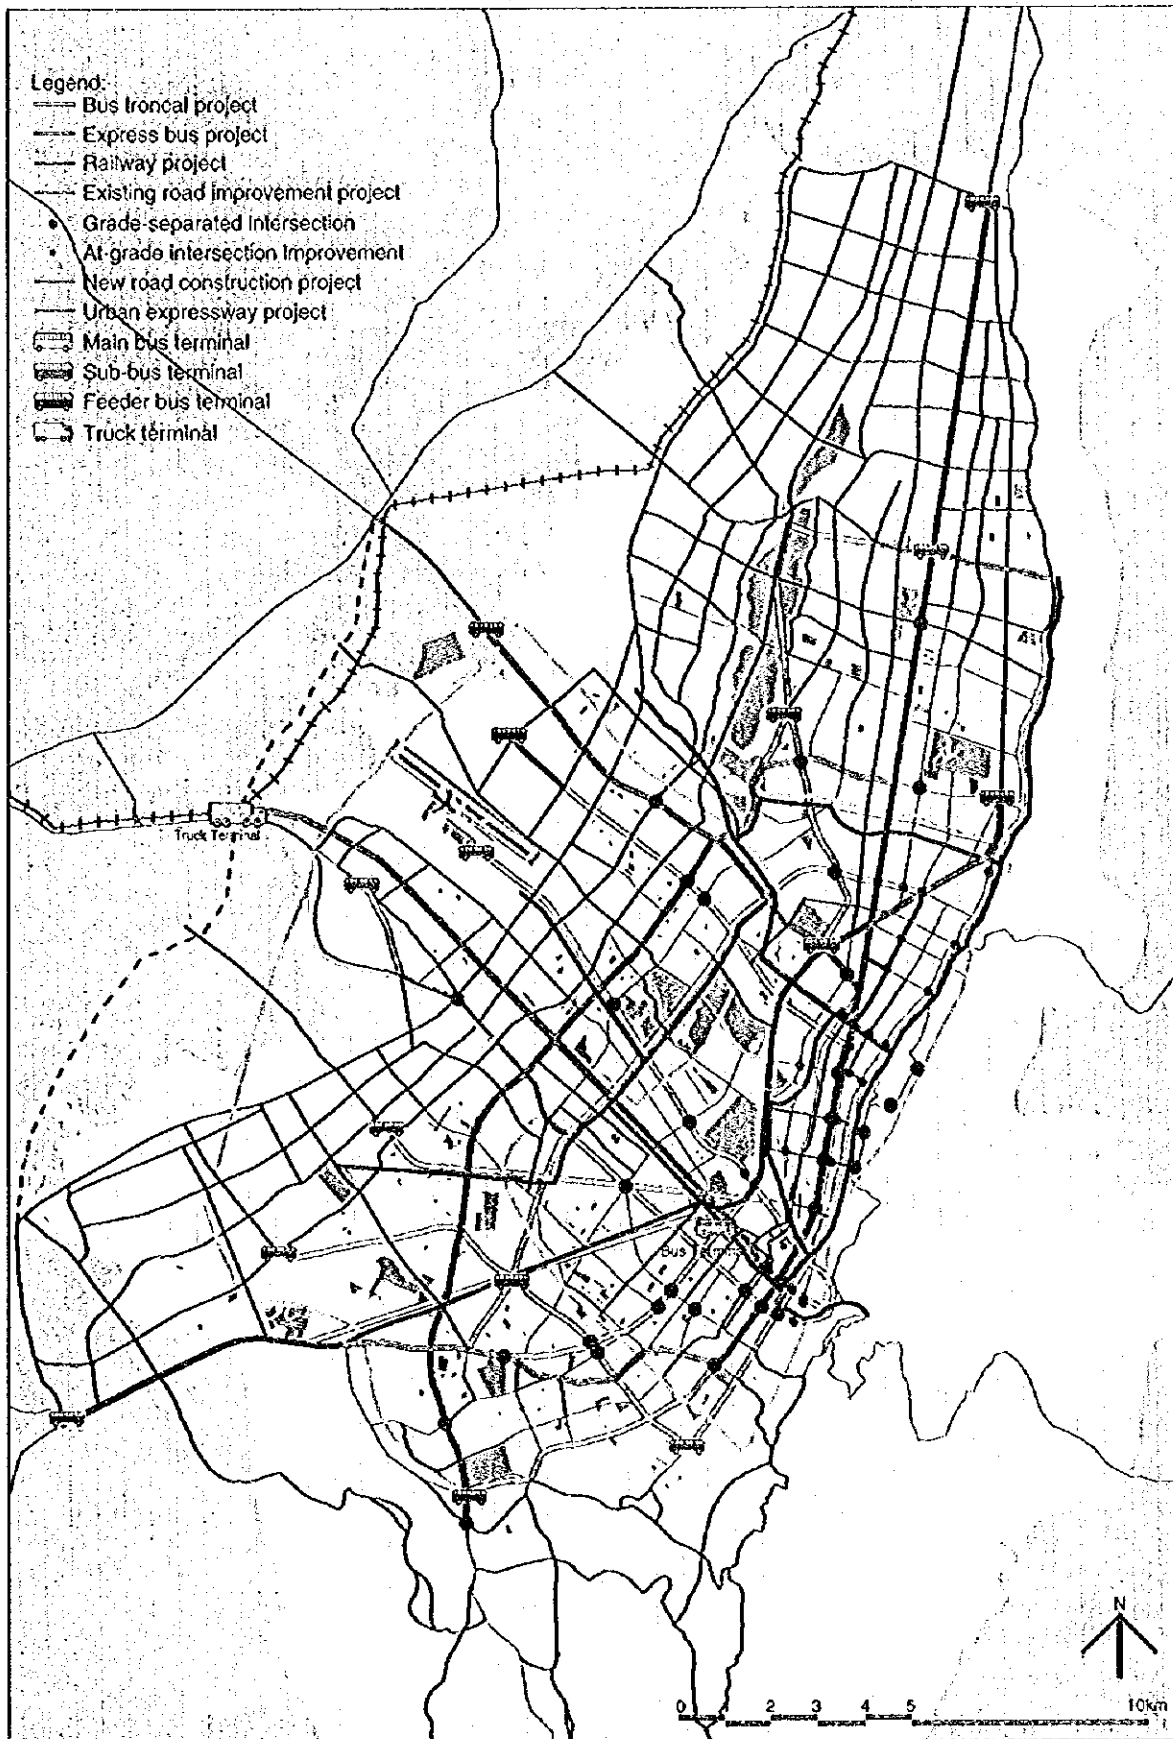 Legend:
Bus troncal project
Express bus project
Railway project
Existing road improvement project
Grade-separated intersection
At-grade intersection improvement
New road construction project
Urban expressway project
Main bus terminal
Sub-bus terminal
Feeder bus terminal
Truck terminal
Truck Terminal
Bus Terminal
N
0 1 2 3 4 5 10km